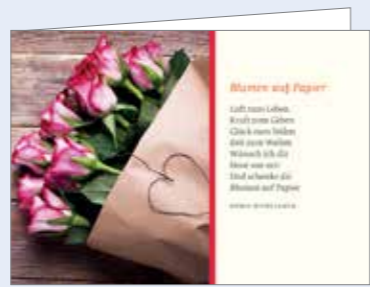 Blumen auf Papier
Luft zum Leben,
Kraft zum Geben
Glück zum Teilen
Zeit zum Weilen
Wünsch ich dir
Heut von mir
Und schenke dir
Blumen auf Papier